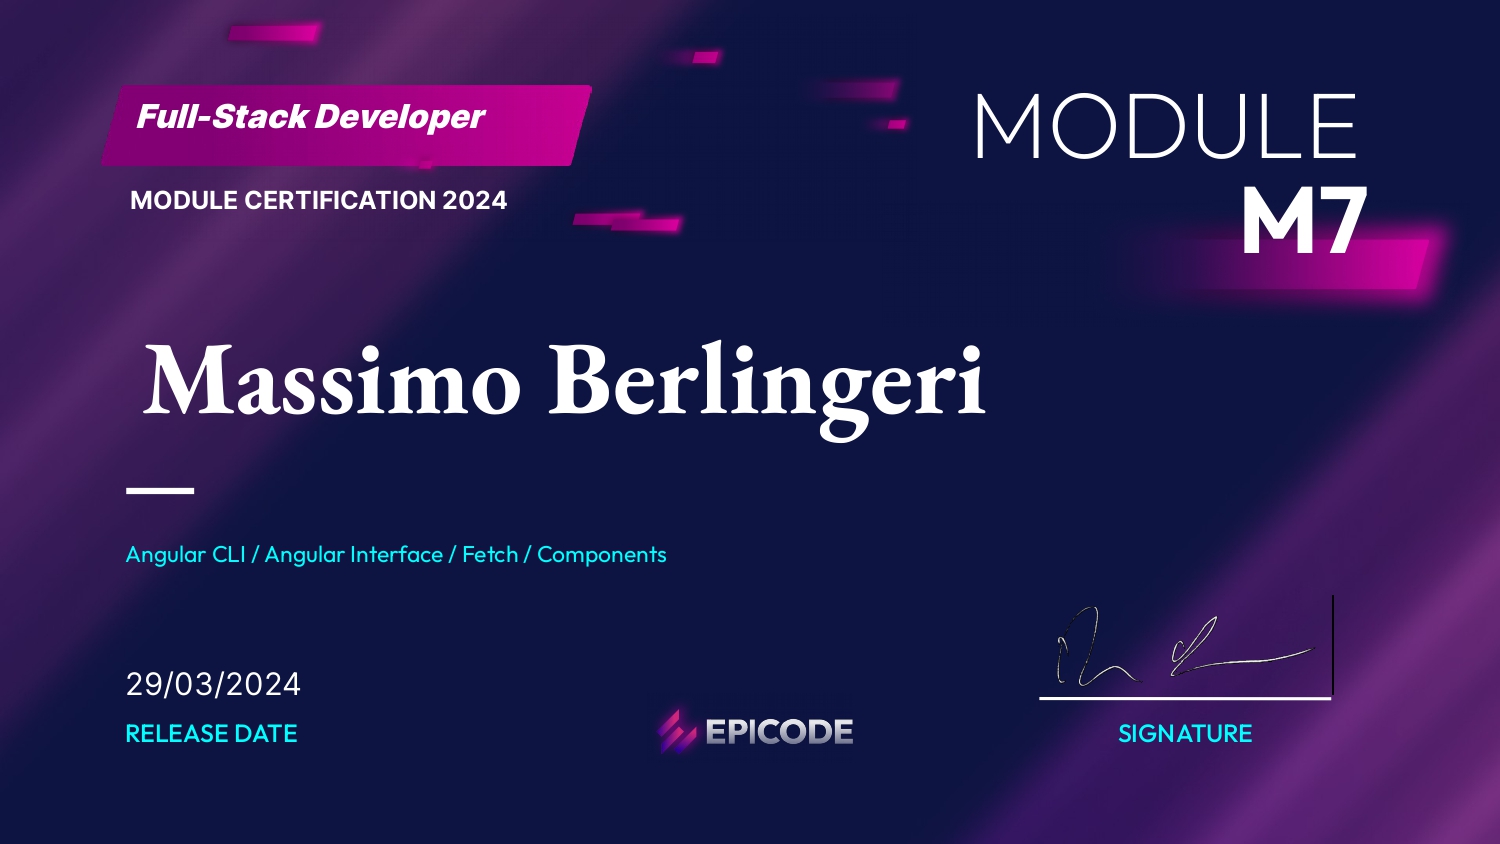 Full-Stack Developer
MODULE CERTIFICATION 2024
MODULE
M7
Massimo Berlingeri
Angular CLI / Angular Interface / Fetch / Components
29/03/2024
RELEASE DATE
EPICODE
SIGNATURE